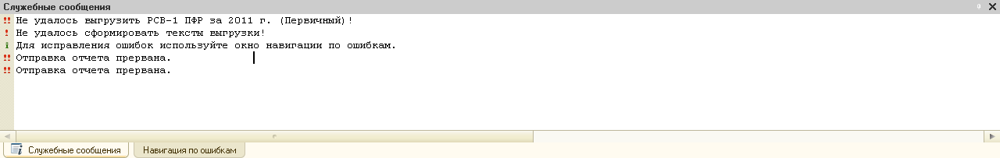 Служебные сообщения
Не удалось выгрузить РСВ-1 ПФР за 2011 г. (Первичный)!
Не удалось сформировать тексты выгрузки!
Для исправления ошибок используйте окно навигации по ошибкам.
Отправка отчета прервана.
Отправка отчета прервана.
Служебные сообщения
Навигация по ошибкам